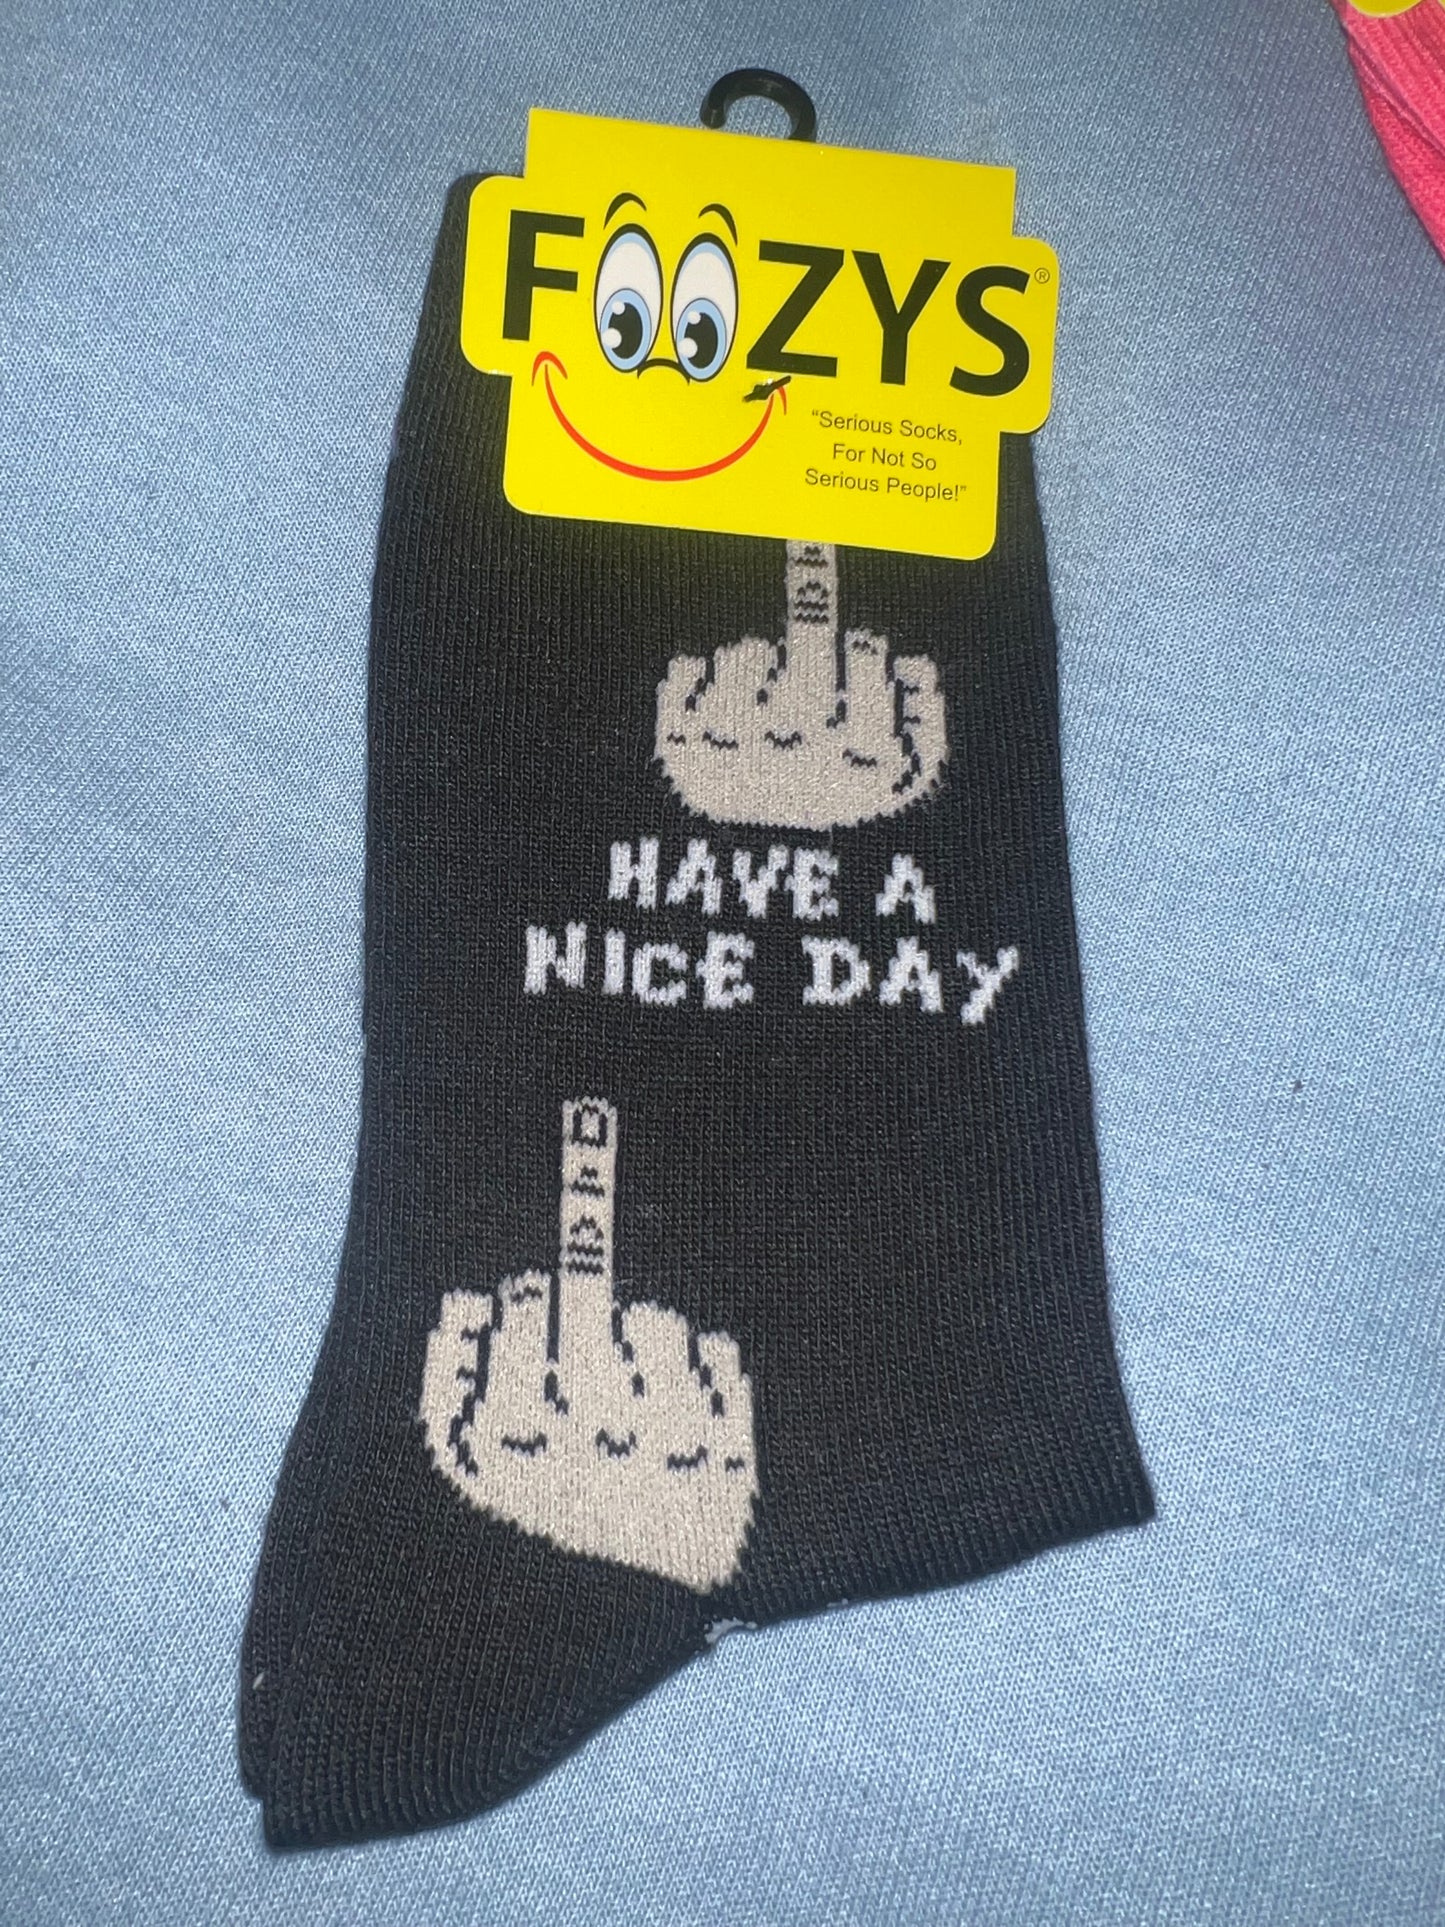 FOOZYS®
“Serious Socks,
For Not So
Serious People!”
HAVE A
NICE DAY